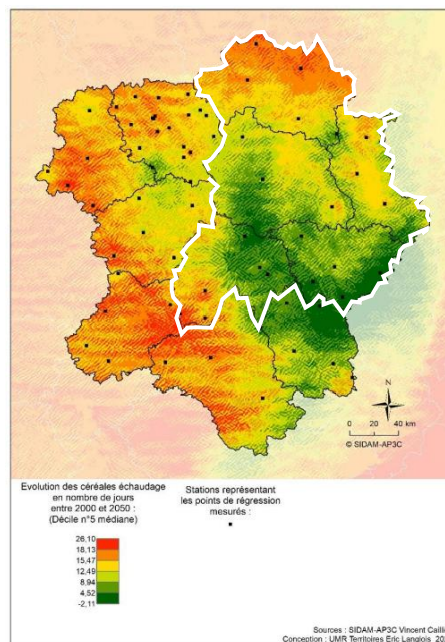 N
0 20 40 km
© SIDAM-AP3C
Evolution des céréales échaudage
en nombre de jours
entre 2000 et 2050 :
(Décile n°5 médiane)
26,10
18,13
15,47
12,49
8,94
4,52
-2,11
Stations représentant
les points de régression
mesurés :
Sources : SIDAM-AP3C Vincent Cailli
Conception : UMR Territoires Eric Langlois 20